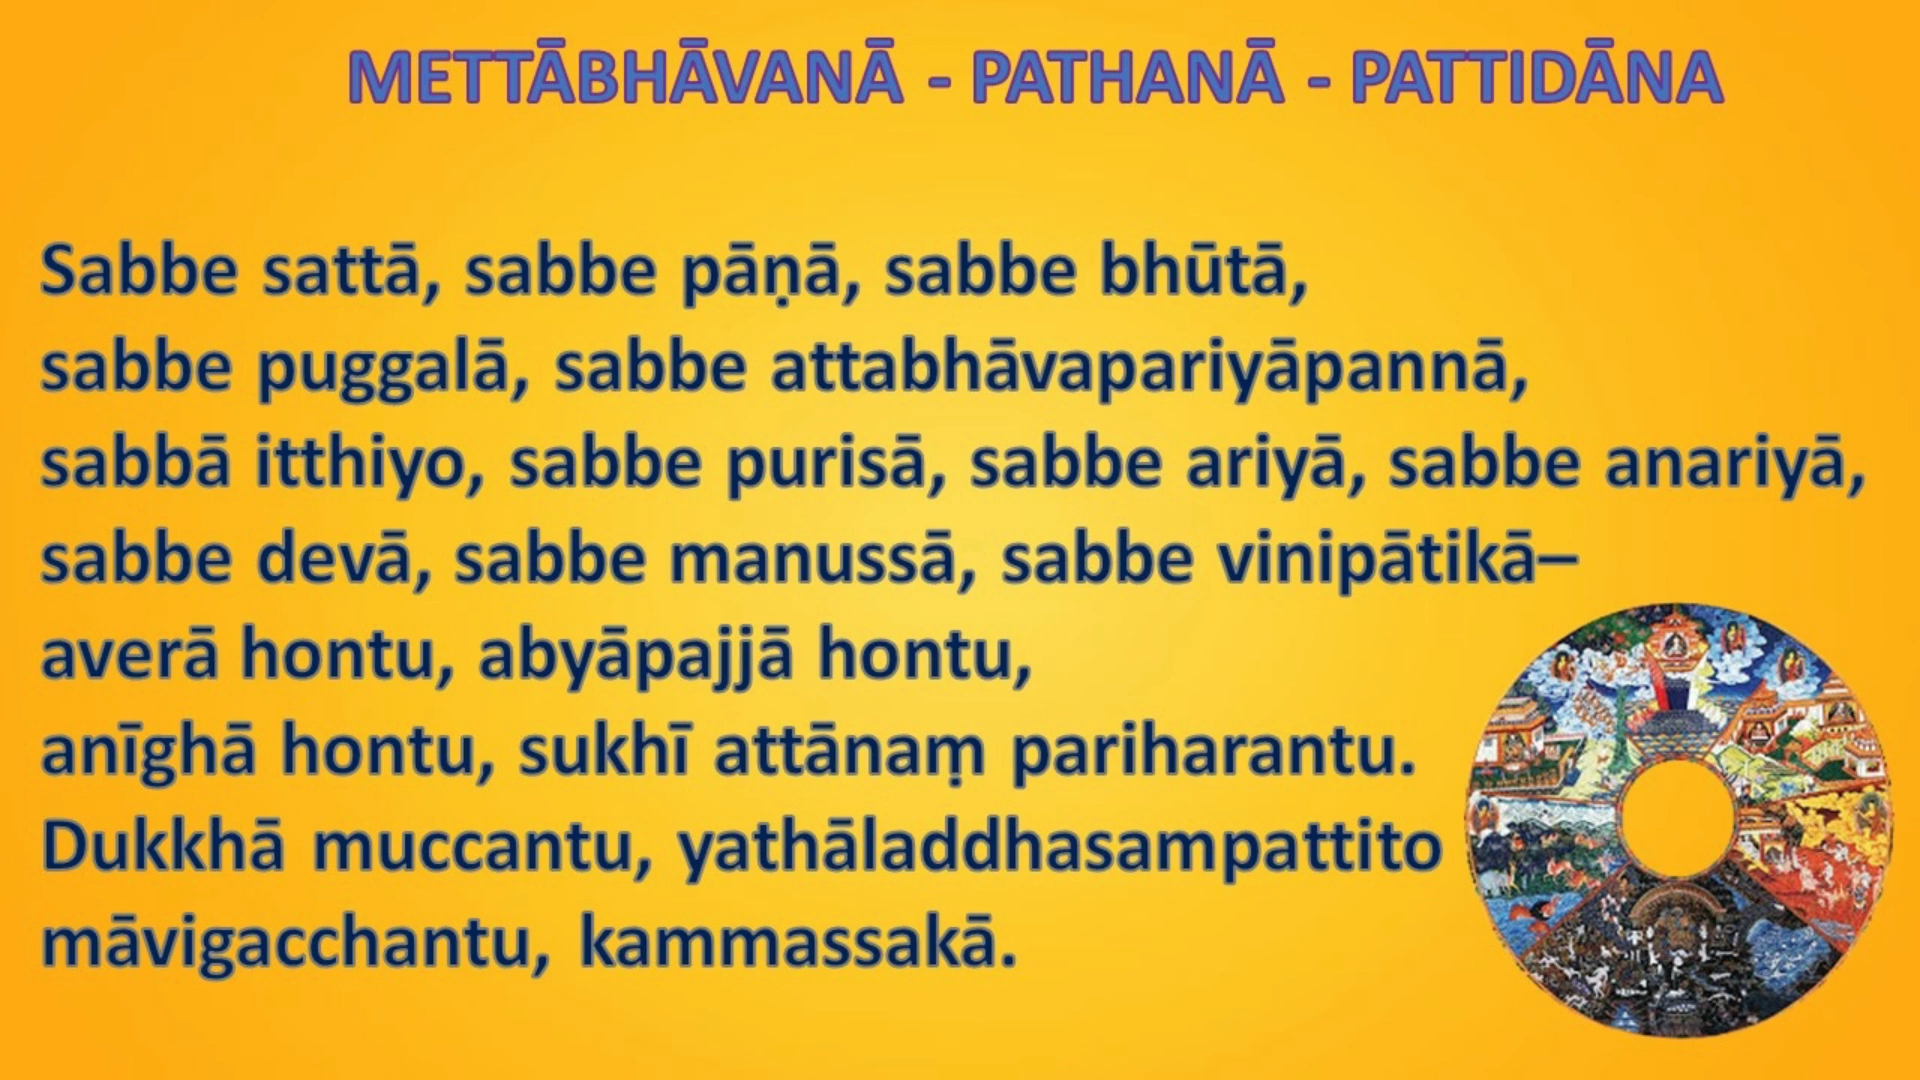 METTĀBHĀVANĀ - PATHANĀ - PATTIDĀNA
Sabbe sattā, sabbe pāṇā, sabbe bhūtā,
sabbe puggalā, sabbe attabhāvapariyāpannā,
sabbā itthiyo, sabbe purisā, sabbe ariyā, sabbe anariyā,
sabbe devā, sabbe manussā, sabbe vinipātikā–
averā hontu, abyāpajjā hontu,
anīghā hontu, sukhī attānaṃ pariharantu.
Dukkhā muccantu, yathāladdhasampattito
māvigacchantu, kammassakā.